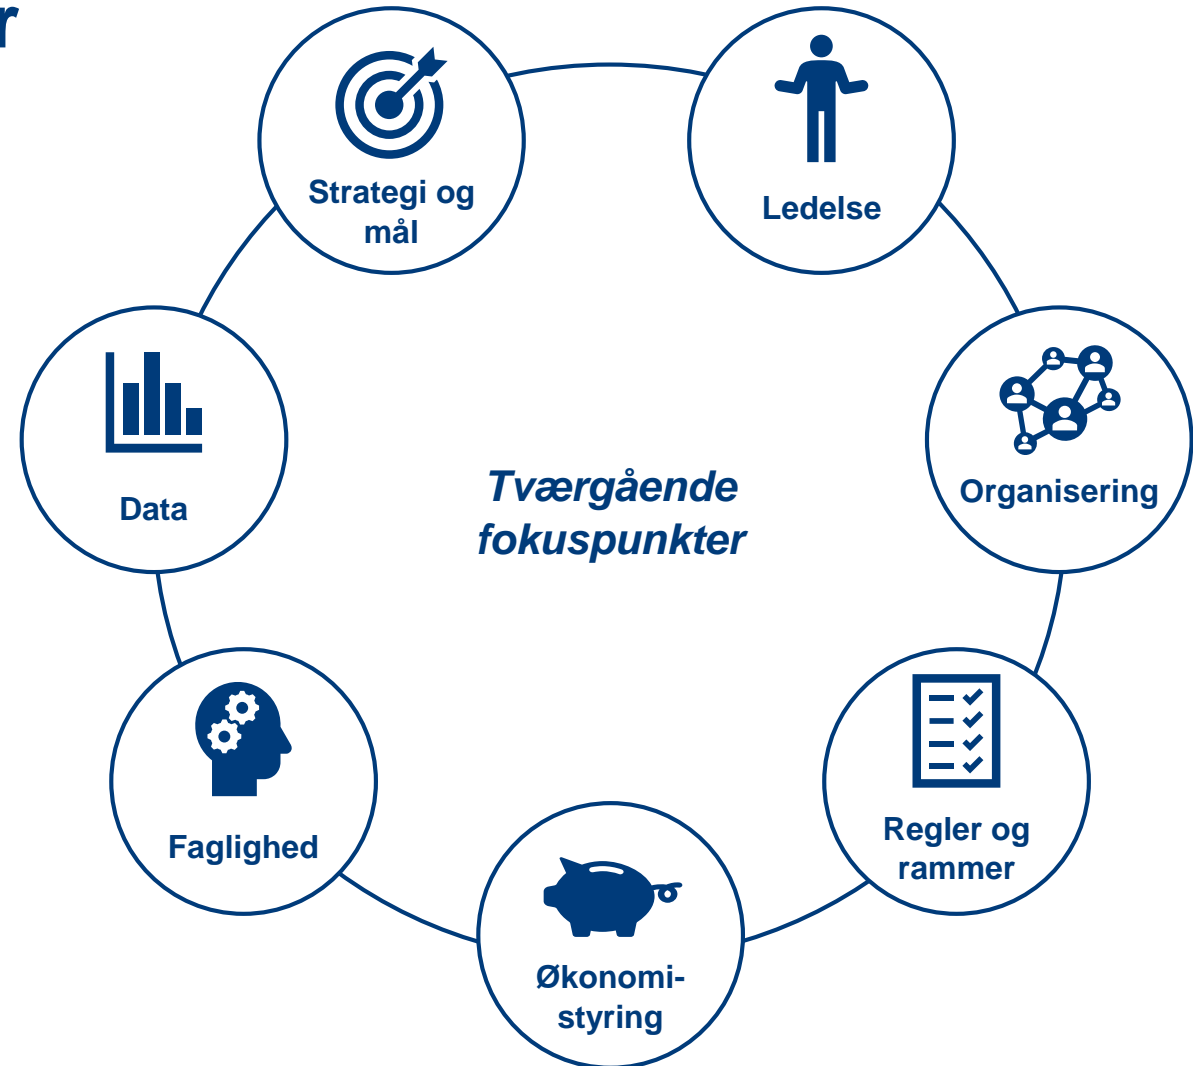 r
Strategi og
mål
Ledelse
Data
Organisering
Tværgående
fokuspunkter
Faglighed
Regler og
rammer
Økonomi-
styring